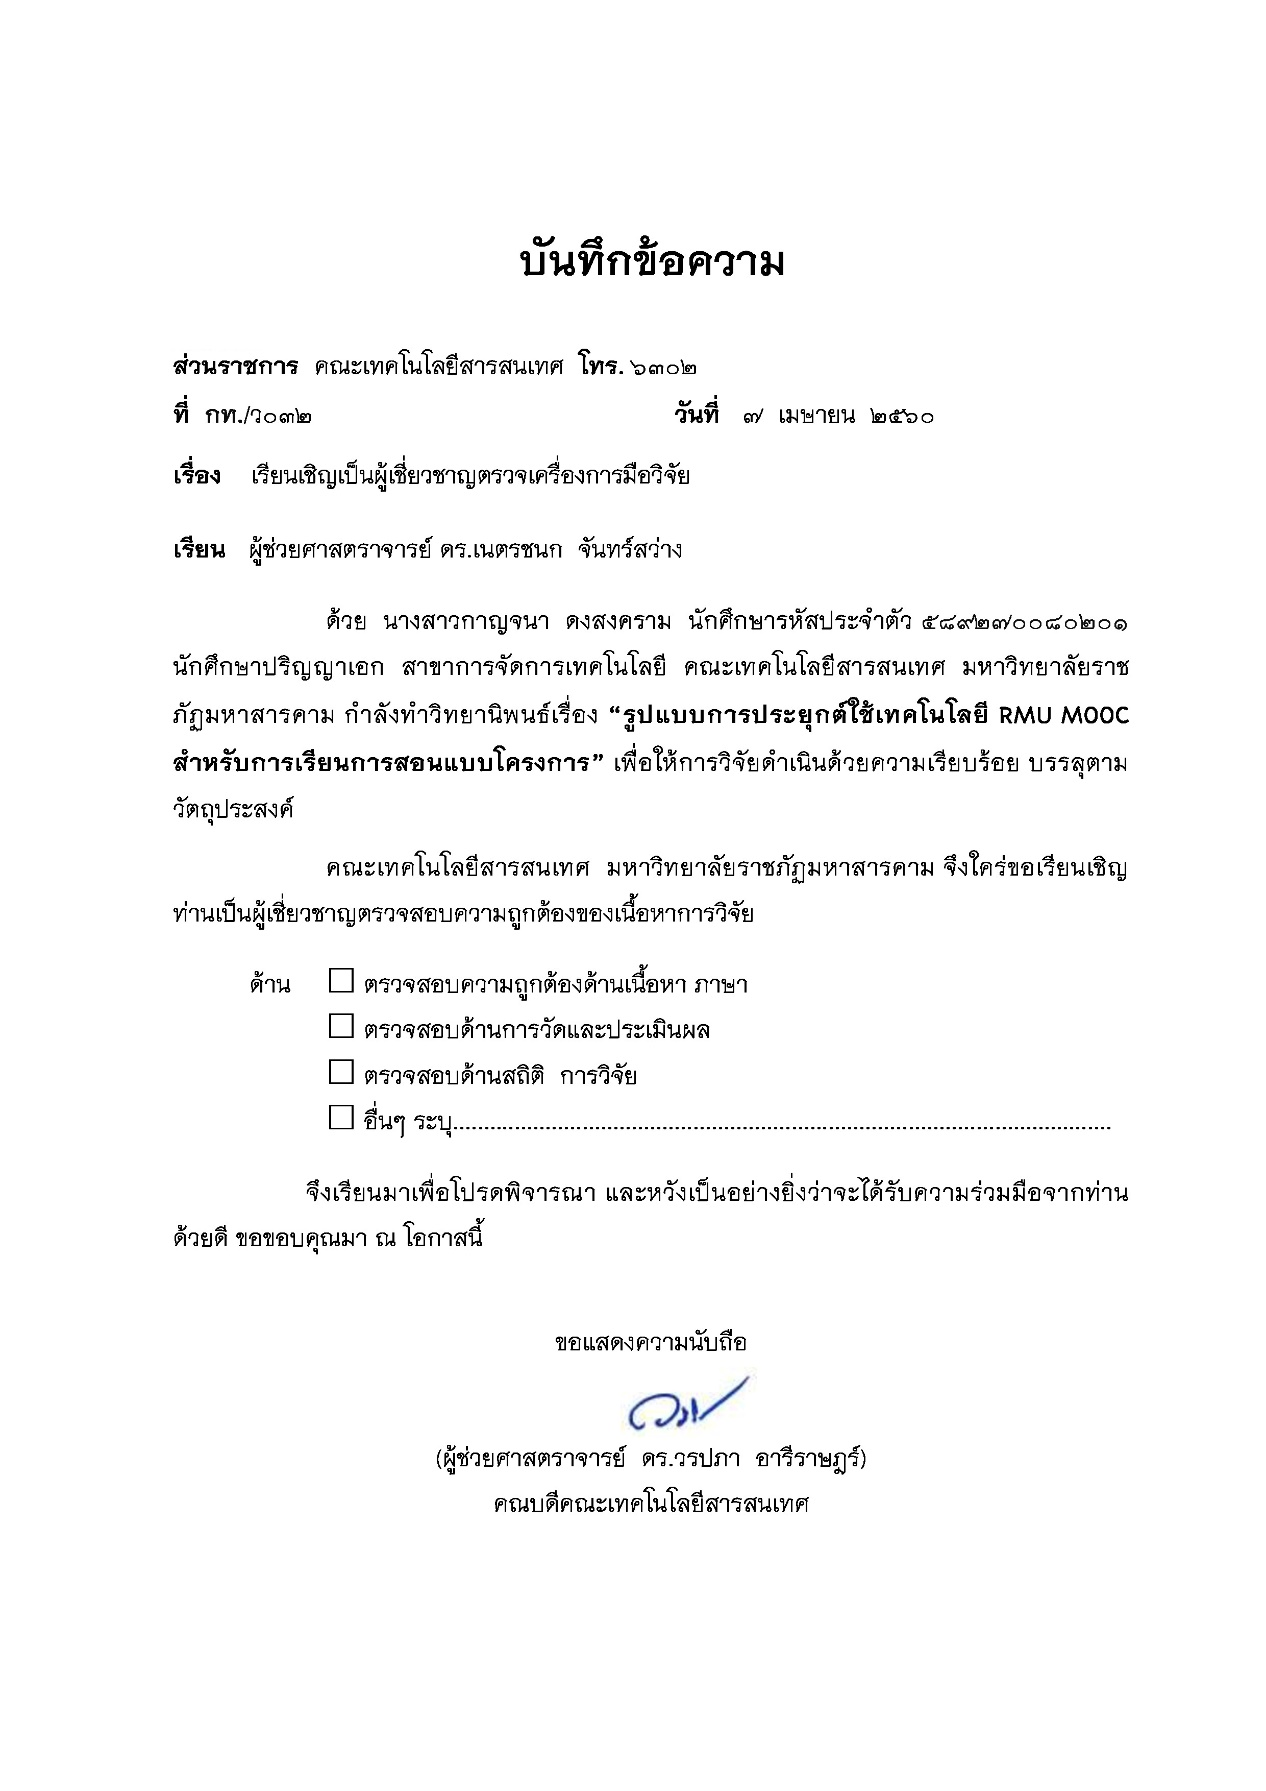 บันทึกข้อความ
ส่วนราชการ คณะเทคโนโลยีสารสนเทศ โทร. ๖๓๐๒
ที่ กท./ว๐๓๒ วันที่ ๗ เมษายน ๒๕๖๐
เรื่อง เรียนเชิญเป็นผู้เชี่ยวชาญตรวจเครื่องการมือวิจัย
เรียน ผู้ช่วยศาสตราจารย์ ดร.เนตรชนก จันทร์สว่าง
ด้วย นางสาวกาญจนา ดงสงคราม นักศึกษารหัสประจำตัว ๕๘๙๒๗๐๐๘๐๒๐๑
นักศึกษาปริญญาเอก สาขาการจัดการเทคโนโลยี คณะเทคโนโลยีสารสนเทศ มหาวิทยาลัยราช
ภัฏมหาสารคาม กำลังทำวิทยานิพนธ์เรื่อง “รูปแบบการประยุกต์ใช้เทคโนโลยี RMU MOOC
สำหรับการเรียนการสอนแบบโครงการ” เพื่อให้การวิจัยดำเนินด้วยความเรียบร้อย บรรลุตาม
วัตถุประสงค์
คณะเทคโนโลยีสารสนเทศ มหาวิทยาลัยราชภัฏมหาสารคาม จึงใคร่ขอเรียนเชิญ
ท่านเป็นผู้เชี่ยวชาญตรวจสอบความถูกต้องของเนื้อหาการวิจัย
ด้าน ☐ ตรวจสอบความถูกต้องด้านเนื้อหา ภาษา
☐ ตรวจสอบด้านการวัดและประเมินผล
☐ ตรวจสอบด้านสถิติ การวิจัย
☐ อื่นๆ ระบุ............................................................................................................
จึงเรียนมาเพื่อโปรดพิจารณา และหวังเป็นอย่างยิ่งว่าจะได้รับความร่วมมือจากท่าน
ด้วยดี ขอขอบคุณมา ณ โอกาสนี้
ขอแสดงความนับถือ
(ผู้ช่วยศาสตราจารย์ ดร.วรปภา อารีราษฎร์)
คณบดีคณะเทคโนโลยีสารสนเทศ